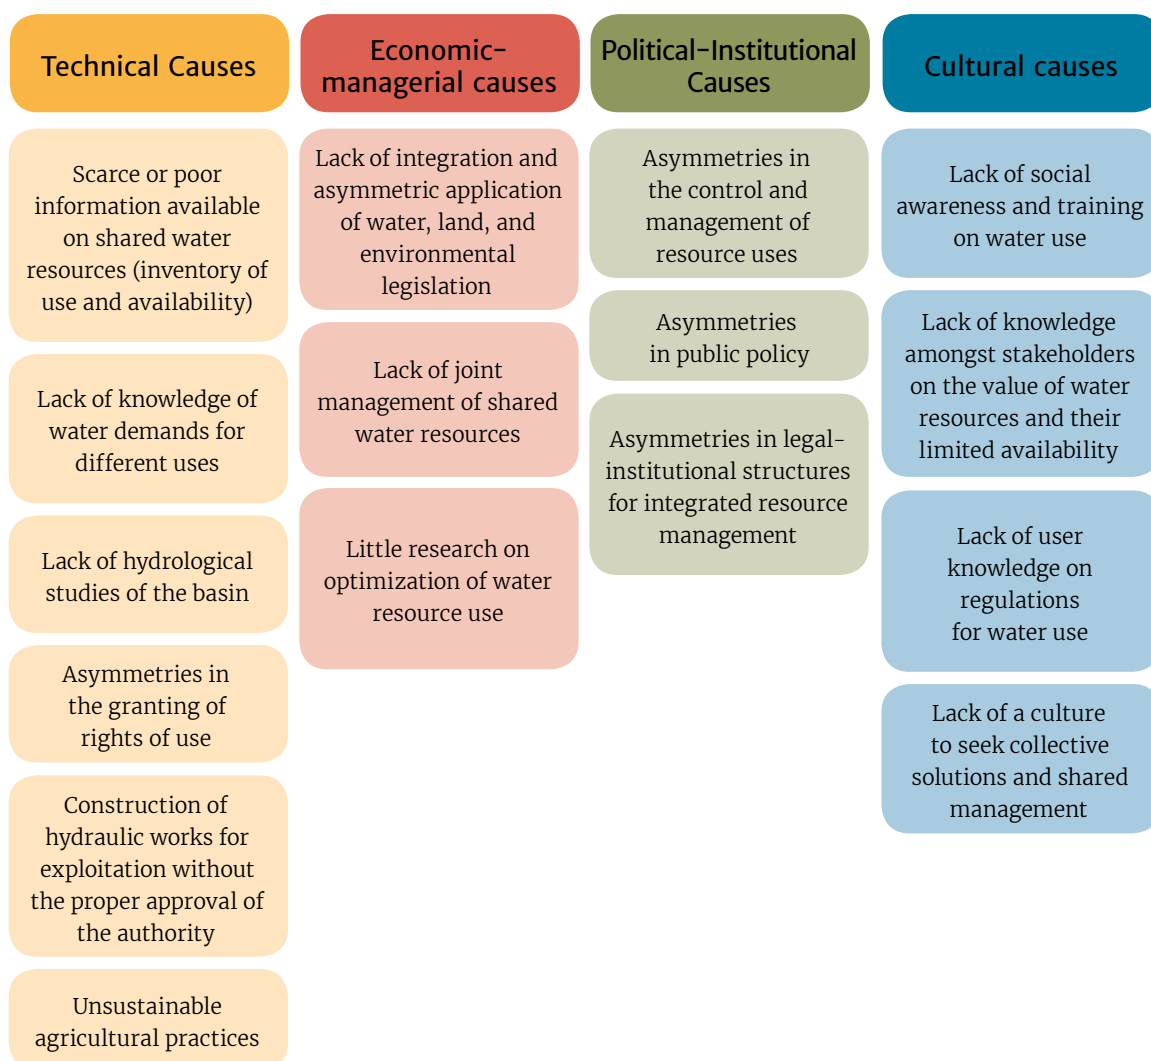 Technical Causes
Scarce or poor
information available
on shared water
resources (inventory of
use and availability)
Lack of knowledge of
water demands for
different uses
Lack of hydrological
studies of the basin
Asymmetries in
the granting of
rights of use
Construction of
hydraulic works for
exploitation without
the proper approval of
the authority
Unsustainable
agricultural practices
Economic-
managerial causes
Lack of integration and
asymmetric application
of water, land, and
environmental
legislation
Lack of joint
management of shared
water resources
Little research on
optimization of water
resource use
Political-Institutional
Causes
Asymmetries in
the control and
management of
resource uses
Asymmetries
in public policy
Asymmetries in legal-
institutional structures
for integrated resource
management
Cultural causes
Lack of social
awareness and training
on water use
Lack of knowledge
amongst stakeholders
on the value of water
resources and their
limited availability
Lack of user
knowledge on
regulations
for water use
Lack of a culture
to seek collective
solutions and shared
management